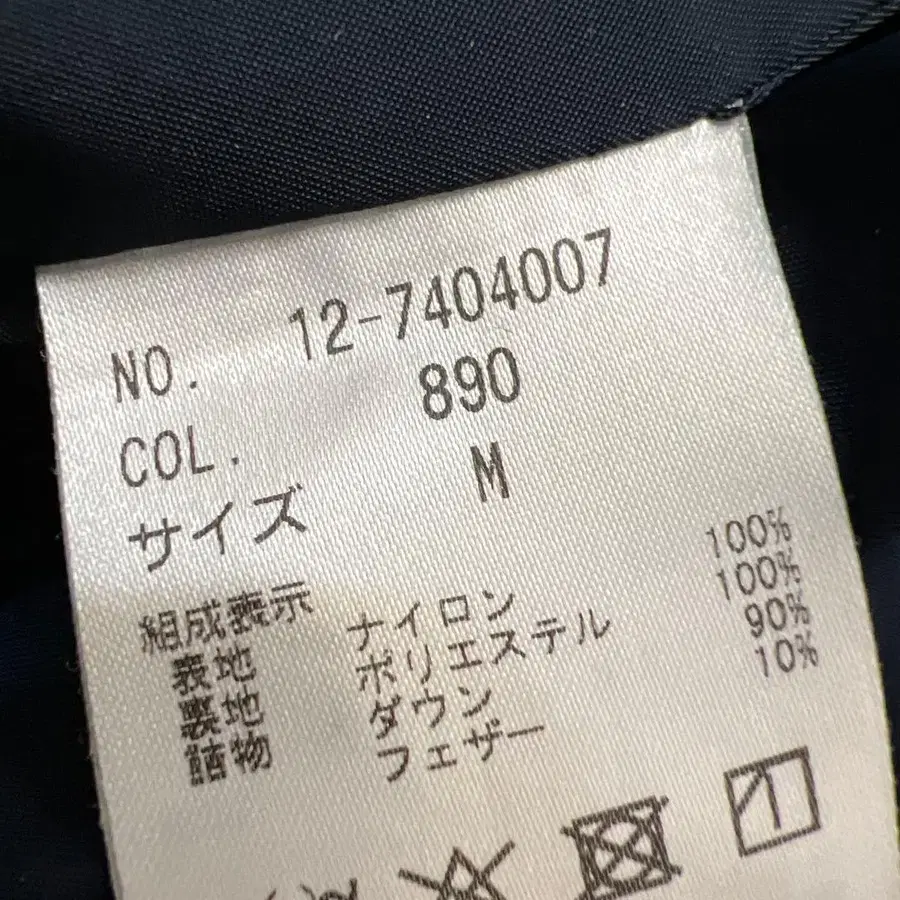 NO. 12-7404007
COL. 890
サイズ M
組成表示
表地 ナイロン 100%
裏地 ポリエステル 100%
詰物 ダウン 90%
フェザー 10%